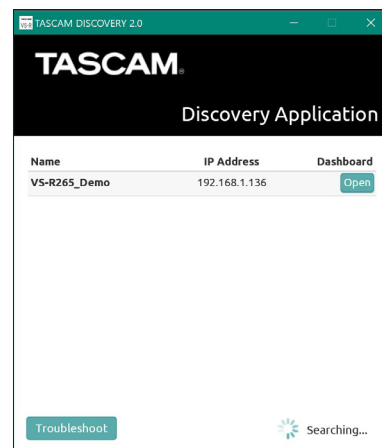 TASCAM DISCOVERY 2.0
TASCAM
Discovery Application
Name IP Address Dashboard
VS-R265_Demo 192.168.1.136 Open
Troubleshoot Searching...